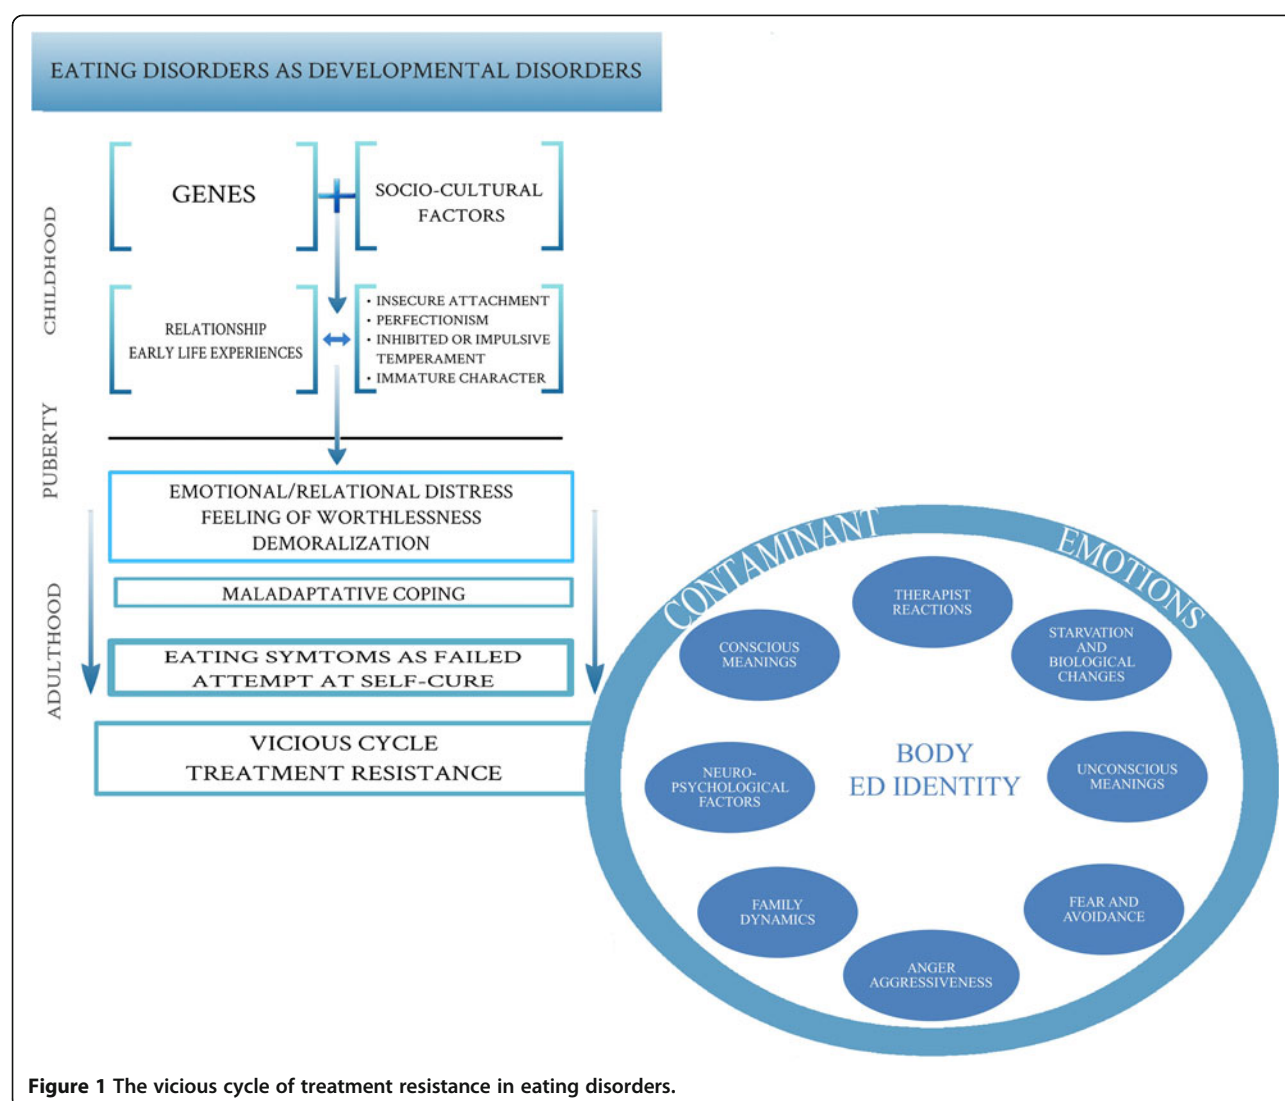 EATING DISORDERS AS DEVELOPMENTAL DISORDERS
CHILDHOOD
GENES
SOCIO-CULTURAL
FACTORS
RELATIONSHIP
EARLY LIFE EXPERIENCES
• INSECURE ATTACHMENT
• PERFECTIONISM
• INHIBITED OR IMPULSIVE
TEMPERAMENT
• IMMATURE CHARACTER
PUBERTY
EMOTIONAL/RELATIONAL DISTRESS
FEELING OF WORTHLESSNESS
DEMORALIZATION
ADULTHOOD
MALADAPTATIVE COPING
EATING SYMTOMS AS FAILED
ATTEMPT AT SELF-CURE
VICIOUS CYCLE
TREATMENT RESISTANCE
CONTAMINANT EMOTIONS
THERAPIST
REACTIONS
CONSCIOUS
MEANINGS
STARVATION
AND
BIOLOGICAL
CHANGES
NEURO-
PSYCHOLOGICAL
FACTORS
BODY
ED IDENTITY
UNCONSCIOUS
MEANINGS
FAMILY
DYNAMICS
FEAR AND
AVOIDANCE
ANGER
AGGRESSIVENESS
Figure 1 The vicious cycle of treatment resistance in eating disorders.